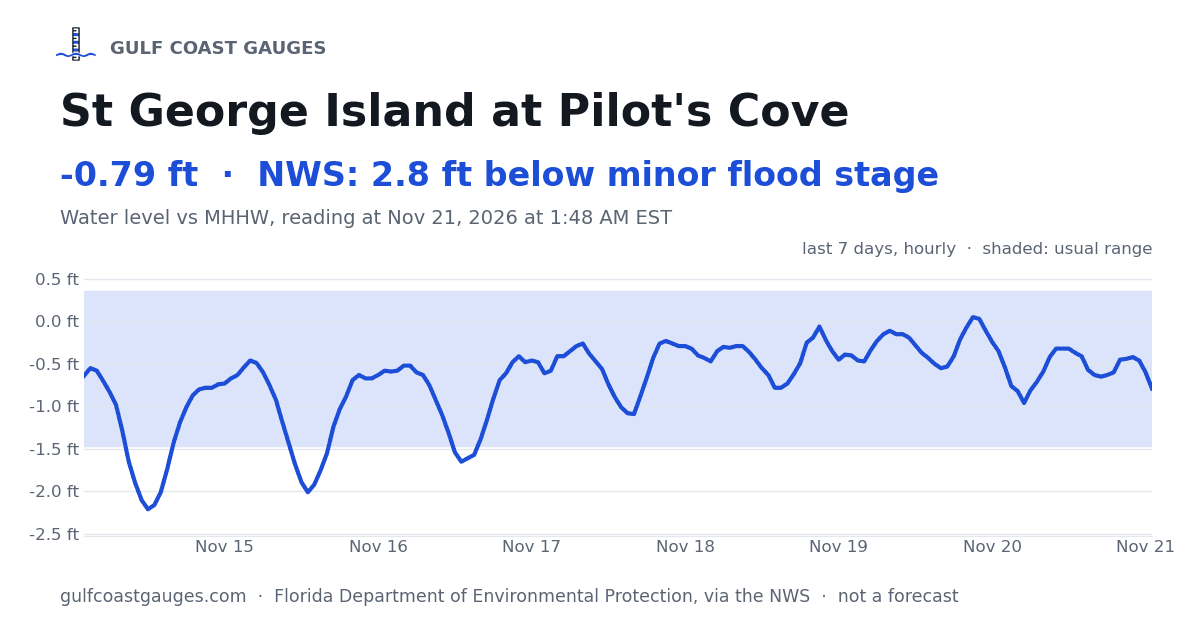 GULF COAST GAUGES
St George Island at Pilot's Cove
-0.79 ft · NWS: 2.8 ft below minor flood stage
Water level vs MHHW, reading at Nov 21, 2026 at 1:48 AM EST
last 7 days, hourly · shaded: usual range
0.5 ft
0.0 ft
-0.5 ft
-1.0 ft
-1.5 ft
-2.0 ft
-2.5 ft
Nov 15 Nov 16 Nov 17 Nov 18 Nov 19 Nov 20 Nov 21
gulfcoastgauges.com · Florida Department of Environmental Protection, via the NWS · not a forecast